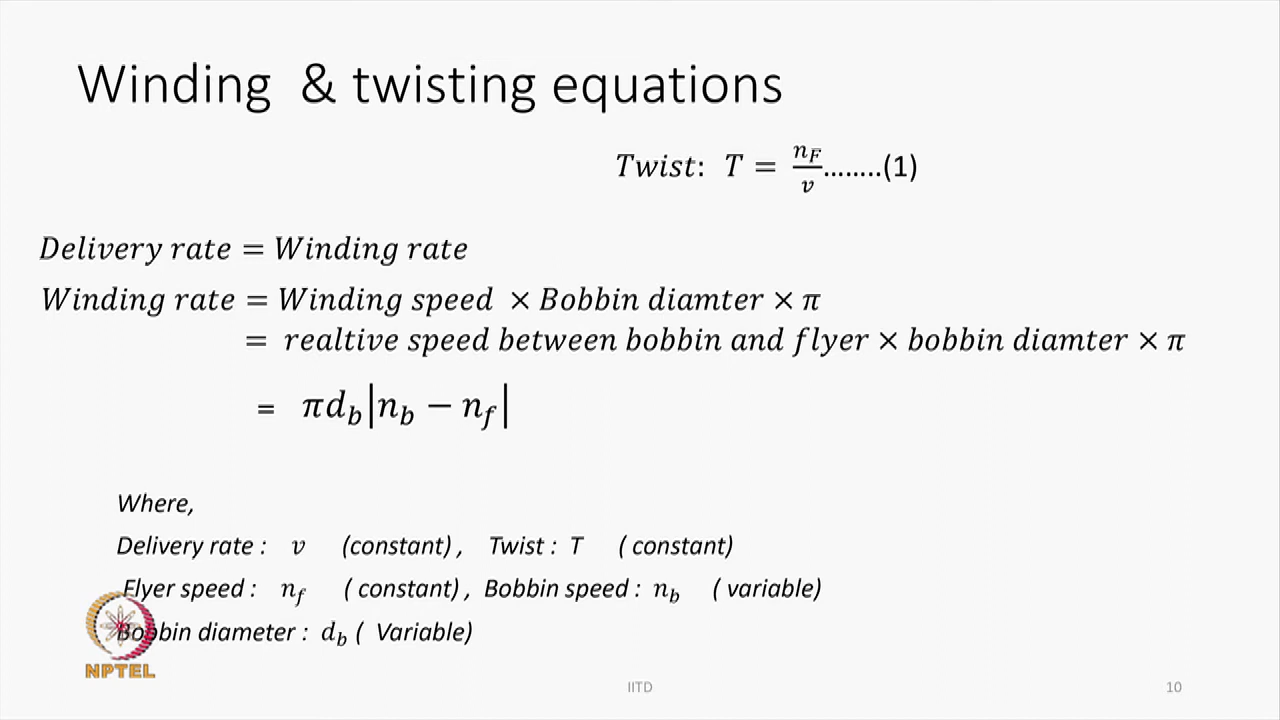 Winding & twisting equations
Twist: T = n_F/v ........(1)
Delivery rate = Winding rate
Winding rate = Winding speed × Bobbin diamter × π
= realtive speed between bobbin and flyer × bobbin diamter × π
= πd_b|n_b − n_f|
Where,
Delivery rate : v (constant) , Twist : T ( constant)
Flyer speed : n_f ( constant) , Bobbin speed : n_b ( variable)
Bobbin diameter : d_b ( Variable)
NPTEL
IITD
10